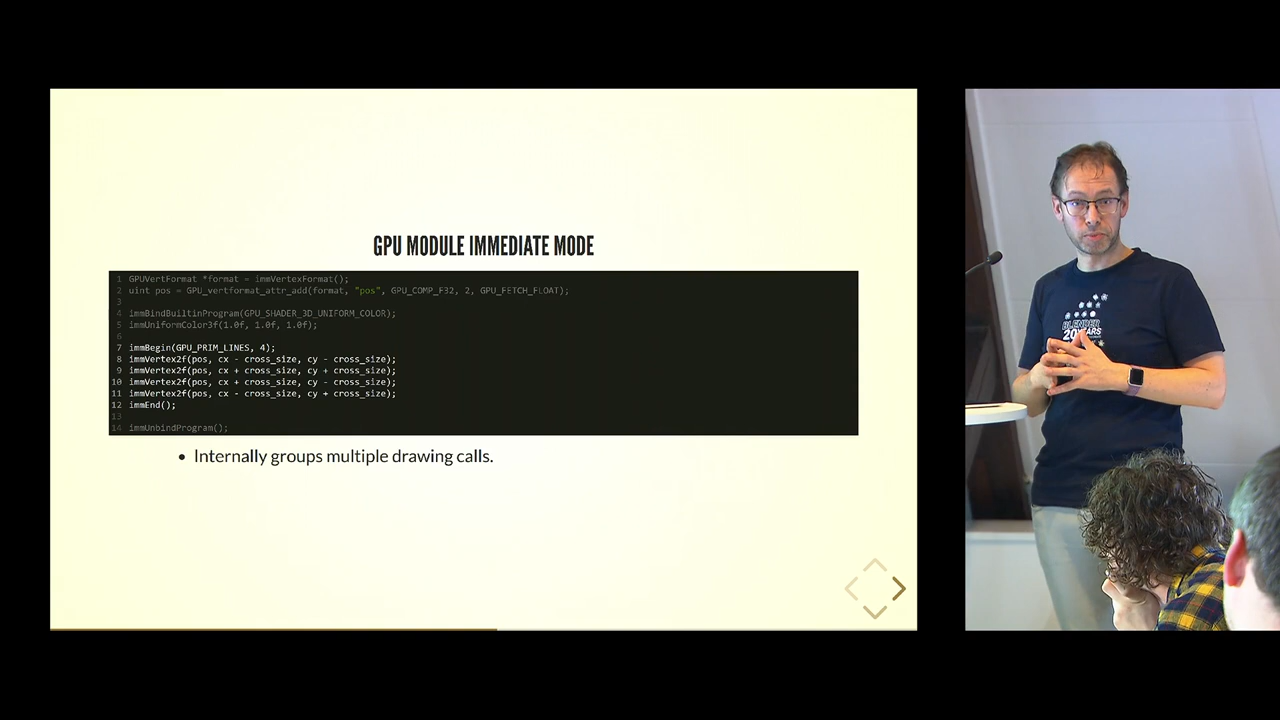 GPU MODULE IMMEDIATE MODE
1 GPUVertFormat *format = immVertexFormat();
2 uint pos = GPU_vertformat_attr_add(format, "pos", GPU_COMP_F32, 2, GPU_FETCH_FLOAT);
3
4 immBindBuiltinProgram(GPU_SHADER_3D_UNIFORM_COLOR);
5 immUniformColor3f(1.0f, 1.0f, 1.0f);
6
7 immBegin(GPU_PRIM_LINES, 4);
8 immVertex2f(pos, cx - cross_size, cy - cross_size);
9 immVertex2f(pos, cx + cross_size, cy + cross_size);
10 immVertex2f(pos, cx + cross_size, cy - cross_size);
11 immVertex2f(pos, cx - cross_size, cy + cross_size);
12 immEnd();
13
14 immUnbindProgram();
• Internally groups multiple drawing calls.
BLENDER
20YEARS